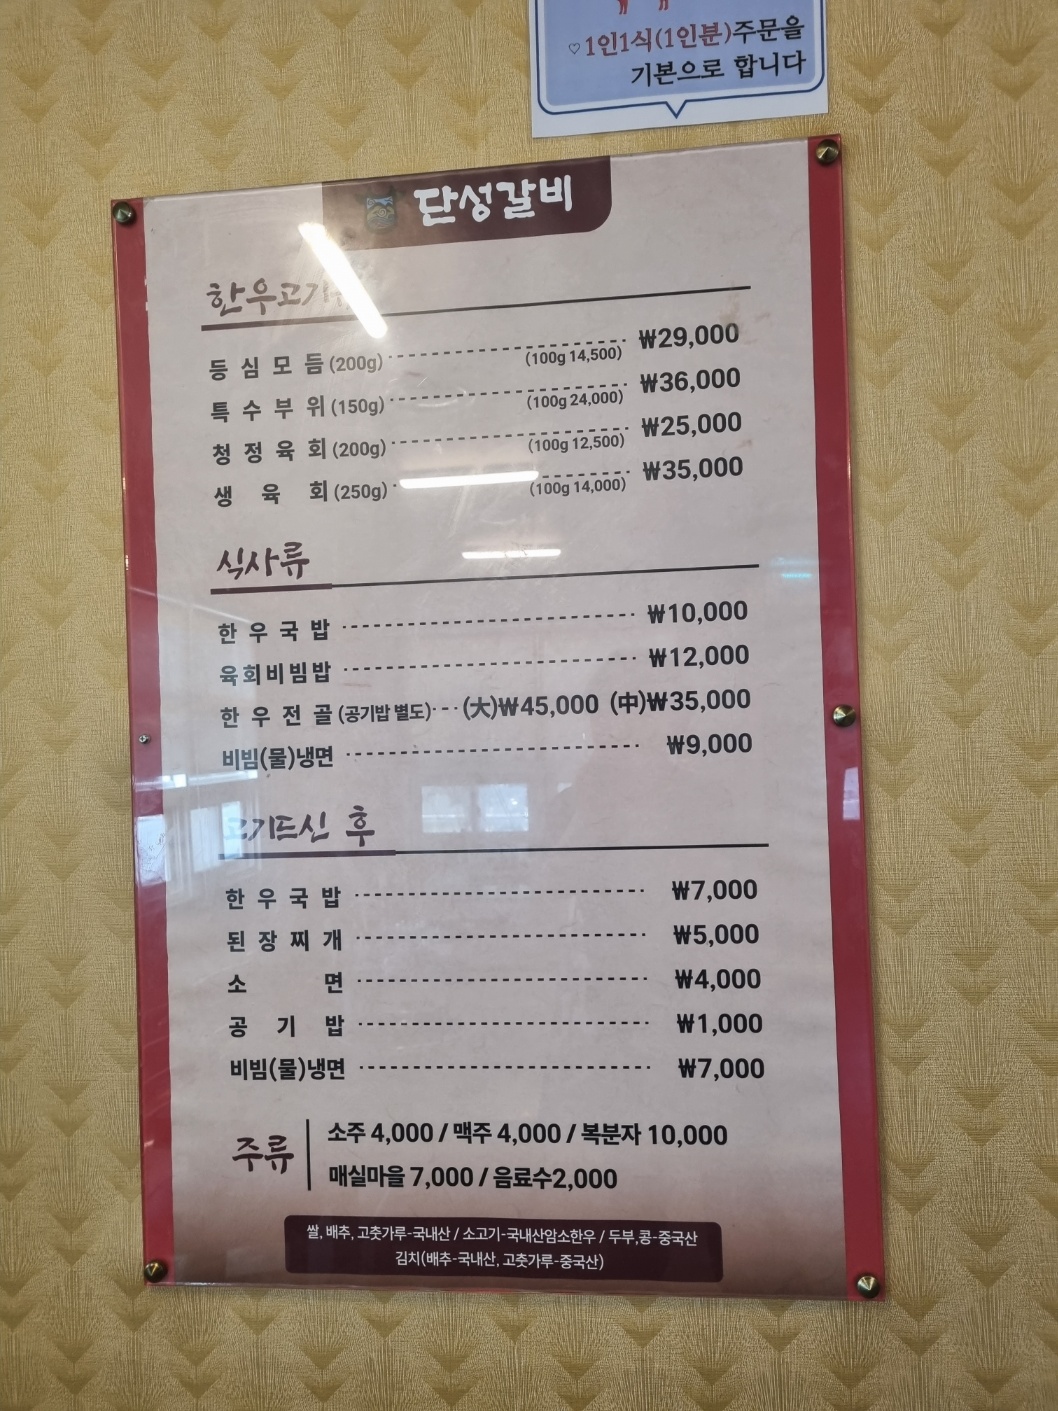 ♡1인1식(1인분)주문을
기본으로 합니다
단성갈비
한우고기
등심모듬(200g) (100g 14,500) ₩29,000
특수부위(150g) (100g 24,000) ₩36,000
청정육회(200g) (100g 12,500) ₩25,000
생육회(250g) (100g 14,000) ₩35,000
식사류
한우국밥 ₩10,000
육회비빔밥 ₩12,000
한우전골(공기밥 별도) (大)₩45,000 (中)₩35,000
비빔(물)냉면 ₩9,000
고기드신 후
한우국밥 ₩7,000
된장찌개 ₩5,000
소면 ₩4,000
공기밥 ₩1,000
비빔(물)냉면 ₩7,000
주류
소주 4,000 / 맥주 4,000 / 복분자 10,000
매실마을 7,000 / 음료수2,000
쌀, 배추, 고춧가루-국내산 / 소고기-국내산암소한우 / 두부,콩-중국산
김치(배추-국내산, 고춧가루-중국산)